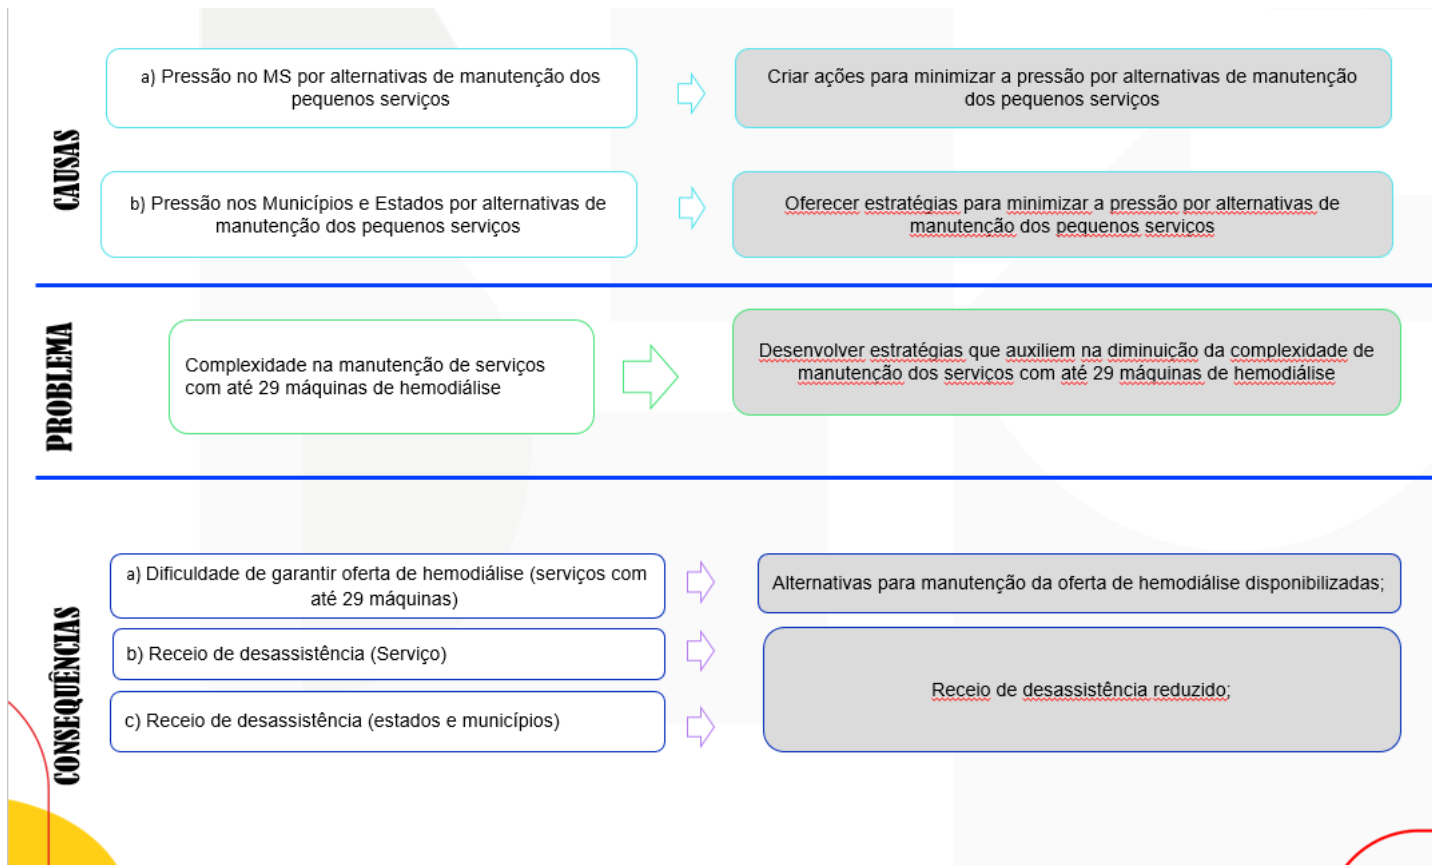 CAUSAS
a) Pressão no MS por alternativas de manutenção dos
pequenos serviços
Criar ações para minimizar a pressão por alternativas de manutenção
dos pequenos serviços
b) Pressão nos Municípios e Estados por alternativas de
manutenção dos pequenos serviços
Oferecer estratégias para minimizar a pressão por alternativas de
manutenção dos pequenos serviços
PROBLEMA
Complexidade na manutenção de serviços
com até 29 máquinas de hemodiálise
Desenvolver estratégias que auxiliem na diminuição da complexidade de
manutenção dos serviços com até 29 máquinas de hemodiálise
CONSEQUÊNCIAS
a) Dificuldade de garantir oferta de hemodiálise (serviços com
até 29 máquinas)
Alternativas para manutenção da oferta de hemodiálise disponibilizadas;
b) Receio de desassistência (Serviço)
c) Receio de desassistência (estados e municípios)
Receio de desassistência reduzido;